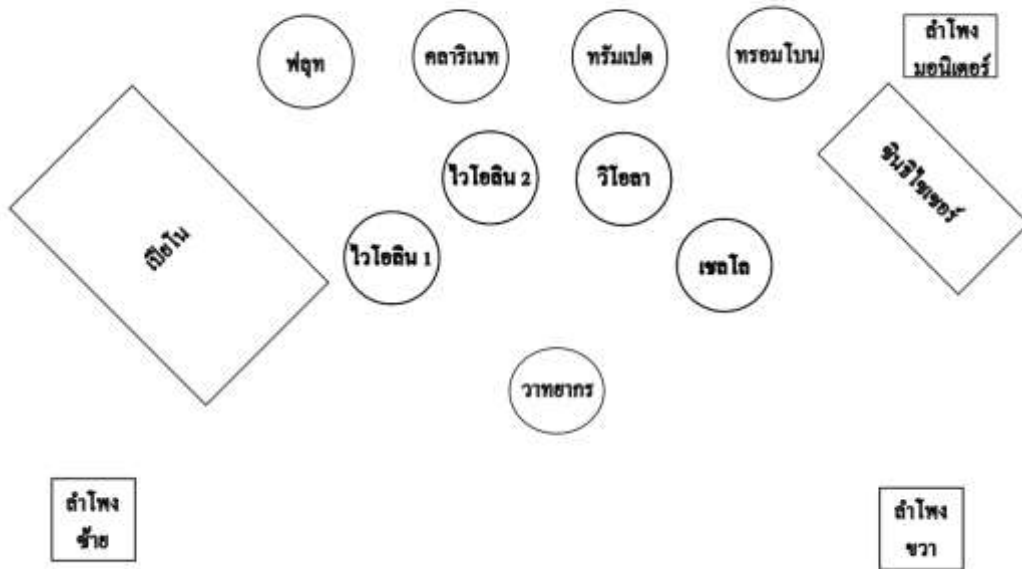 ฟลุท
คลาริเนท
ทรัมเปต
ทรอมโบน
ลำโพง
มอนิเตอร์
ไวโอลิน 2
วิโอลา
ซินธิไซเซอร์
เปียโน
ไวโอลิน 1
เชลโล
วาทยากร
ลำโพง
ซ้าย
ลำโพง
ขวา